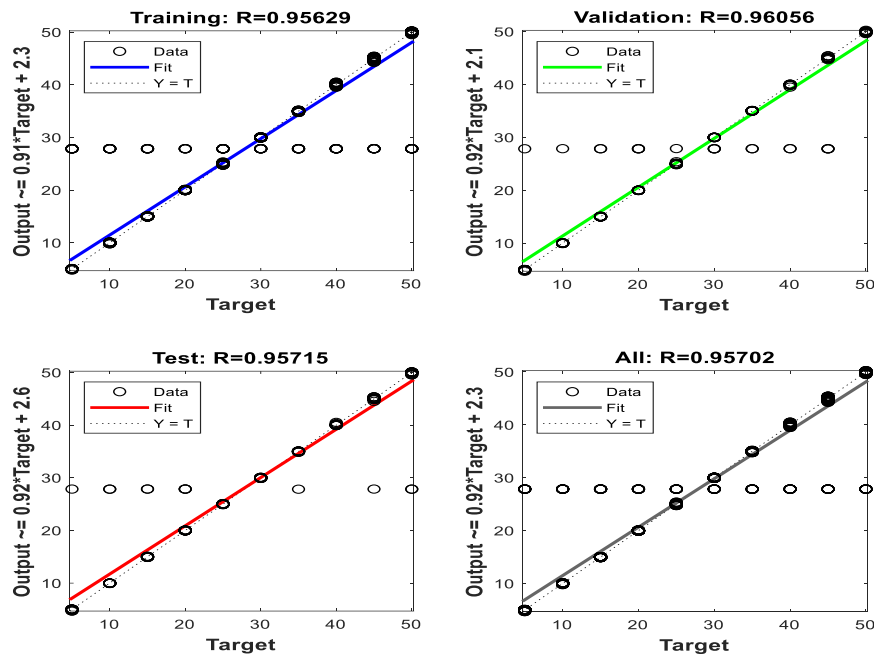 Training: R=0.95629
Output ~= 0.91*Target + 2.3
50
40
30
20
10
Data
Fit
Y = T
10 20 30 40 50
Target
Validation: R=0.96056
Output ~= 0.92*Target + 2.1
50
40
30
20
10
Data
Fit
Y = T
10 20 30 40 50
Target
Test: R=0.95715
Output ~= 0.92*Target + 2.6
50
40
30
20
10
Data
Fit
Y = T
10 20 30 40 50
Target
All: R=0.95702
Output ~= 0.92*Target + 2.3
50
40
30
20
10
Data
Fit
Y = T
10 20 30 40 50
Target